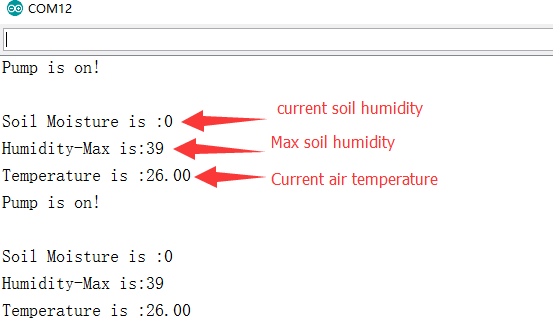 COM12
Pump is on!
Soil Moisture is :0
current soil humidity
Humidity-Max is:39
Max soil humidity
Temperature is :26.00
Current air temperature
Pump is on!
Soil Moisture is :0
Humidity-Max is:39
Temperature is :26.00